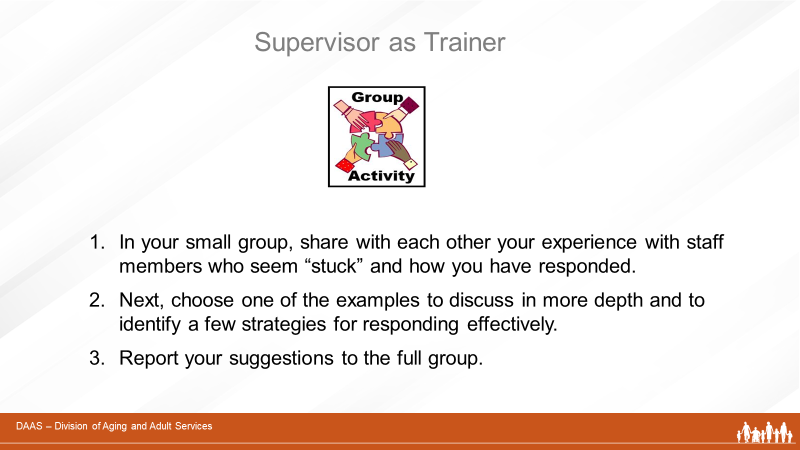 Supervisor as Trainer
Group
Activity
1. In your small group, share with each other your experience with staff
members who seem “stuck” and how you have responded.
2. Next, choose one of the examples to discuss in more depth and to
identify a few strategies for responding effectively.
3. Report your suggestions to the full group.
DAAS – Division of Aging and Adult Services